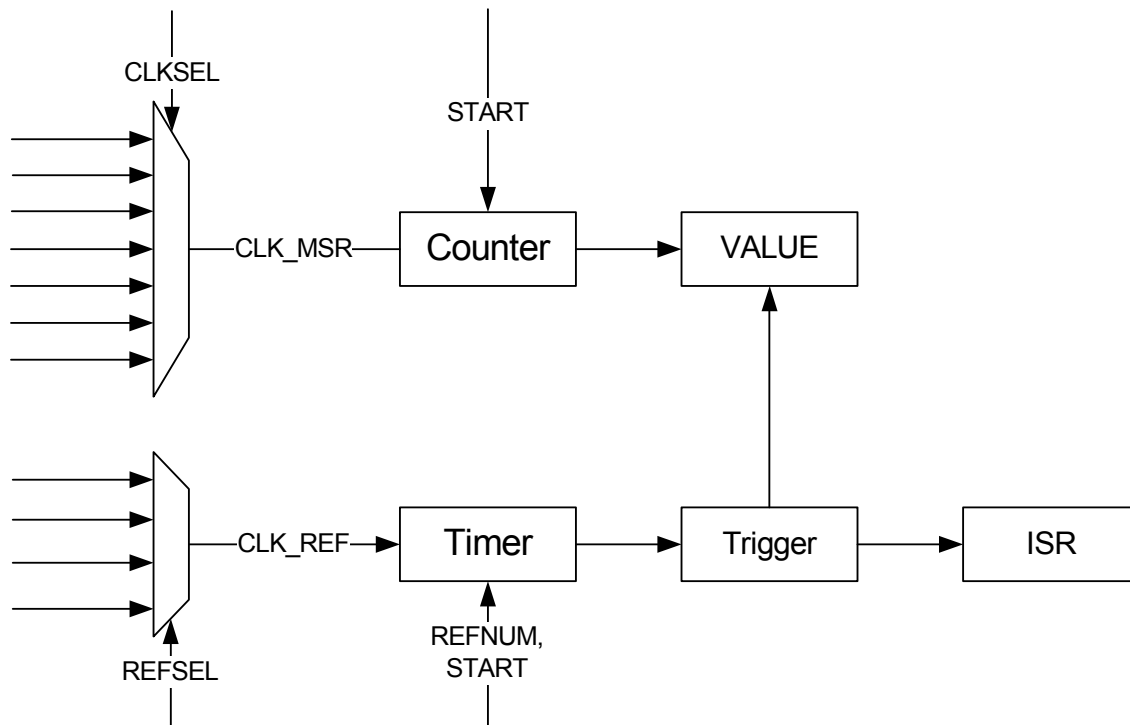 CLKSEL
START
CLK_MSR
Counter
VALUE
CLK_REF
Timer
Trigger
ISR
REFNUM,
START
REFSEL